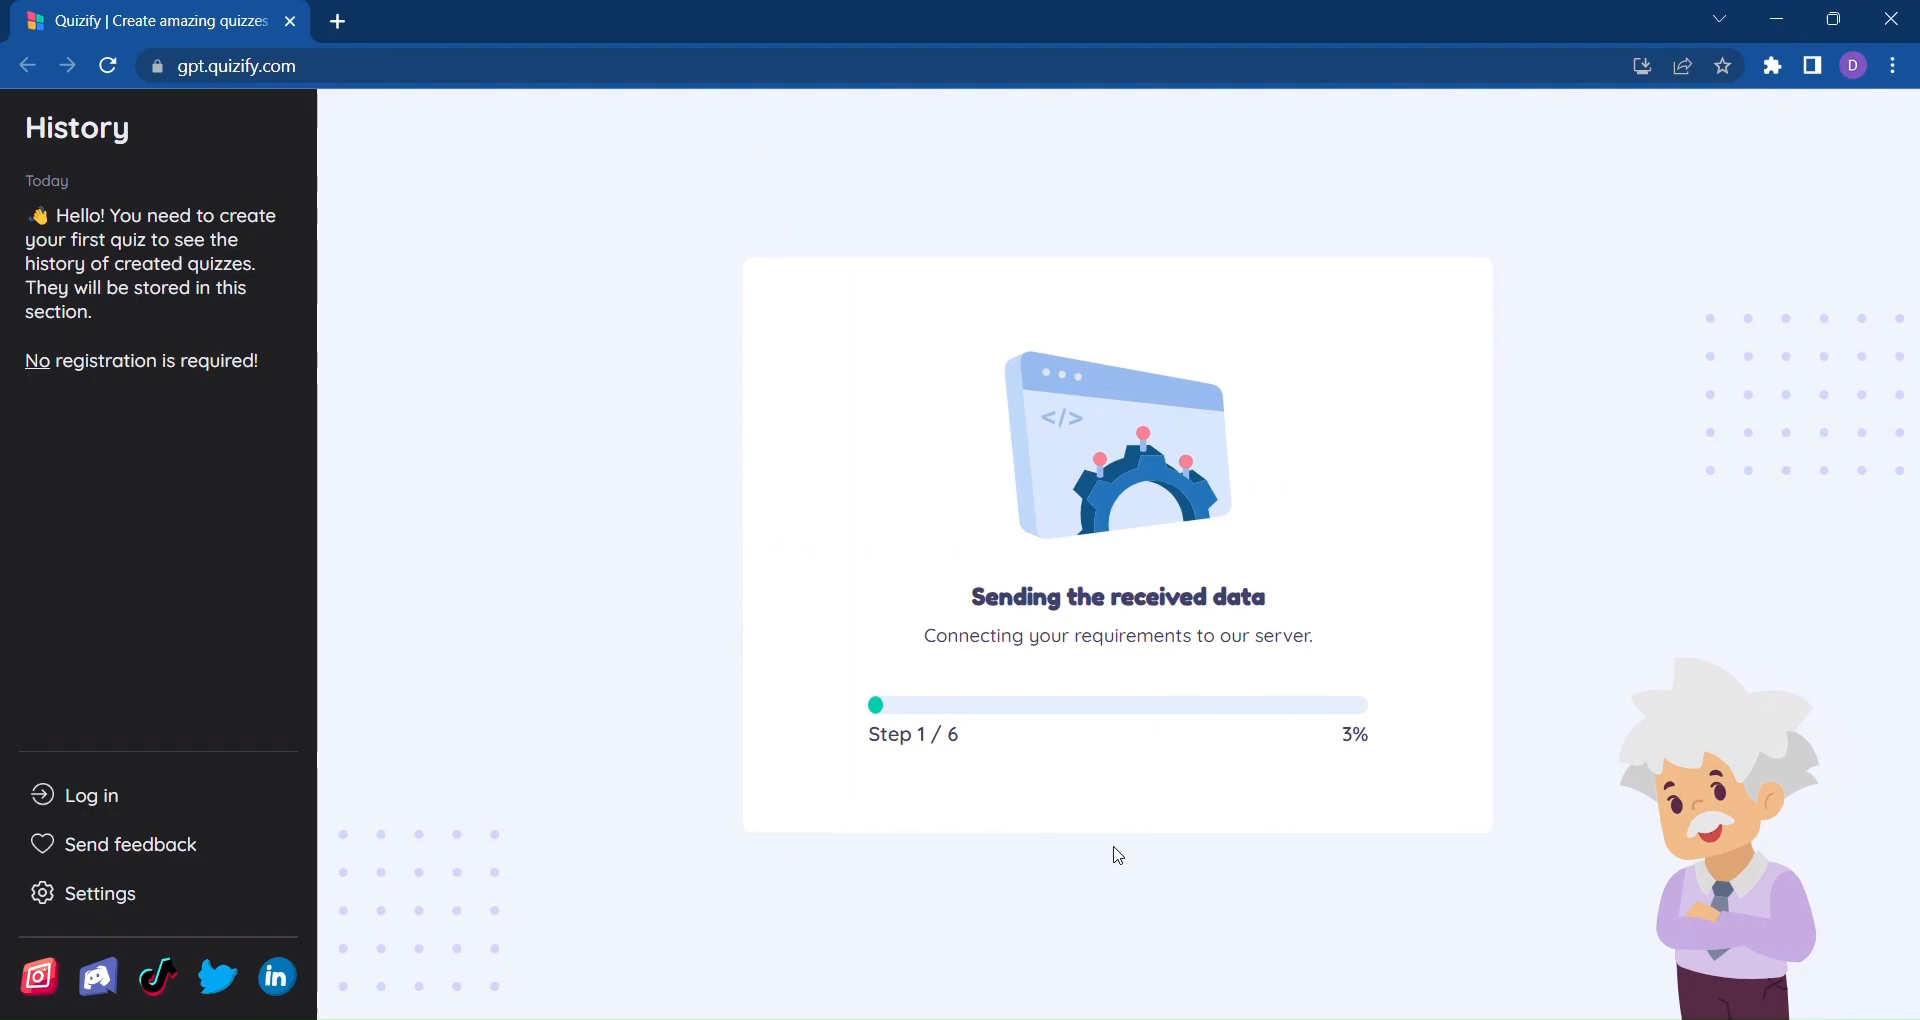 Quizify | Create amazing quizzes
gpt.quizify.com
D
History
Today
👋 Hello! You need to create
your first quiz to see the
history of created quizzes.
They will be stored in this
section.
No registration is required!
</>
Sending the received data
Connecting your requirements to our server.
Step 1 / 6
3%
Log in
Send feedback
Settings
in